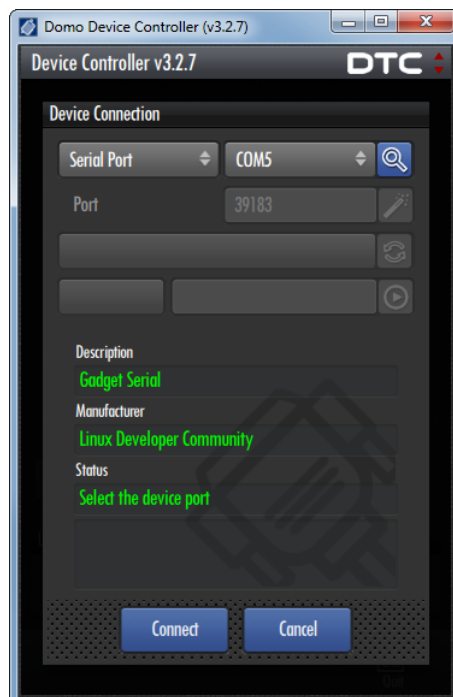 Domo Device Controller (v3.2.7)
Device Controller v3.2.7 DTC
Device Connection
Serial Port COM5
Port 39183
Description
Gadget Serial
Manufacturer
Linux Developer Community
Status
Select the device port
Connect Cancel